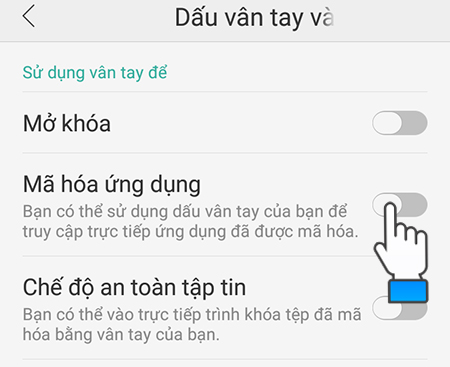 Dấu vân tay và
Sử dụng vân tay để
Mở khóa
Mã hóa ứng dụng
Bạn có thể sử dụng dấu vân tay của bạn để
truy cập trực tiếp ứng dụng đã được mã hóa.
Chế độ an toàn tập tin
Bạn có thể vào trực tiếp trình khóa tệp đã mã
hóa bằng vân tay của bạn.